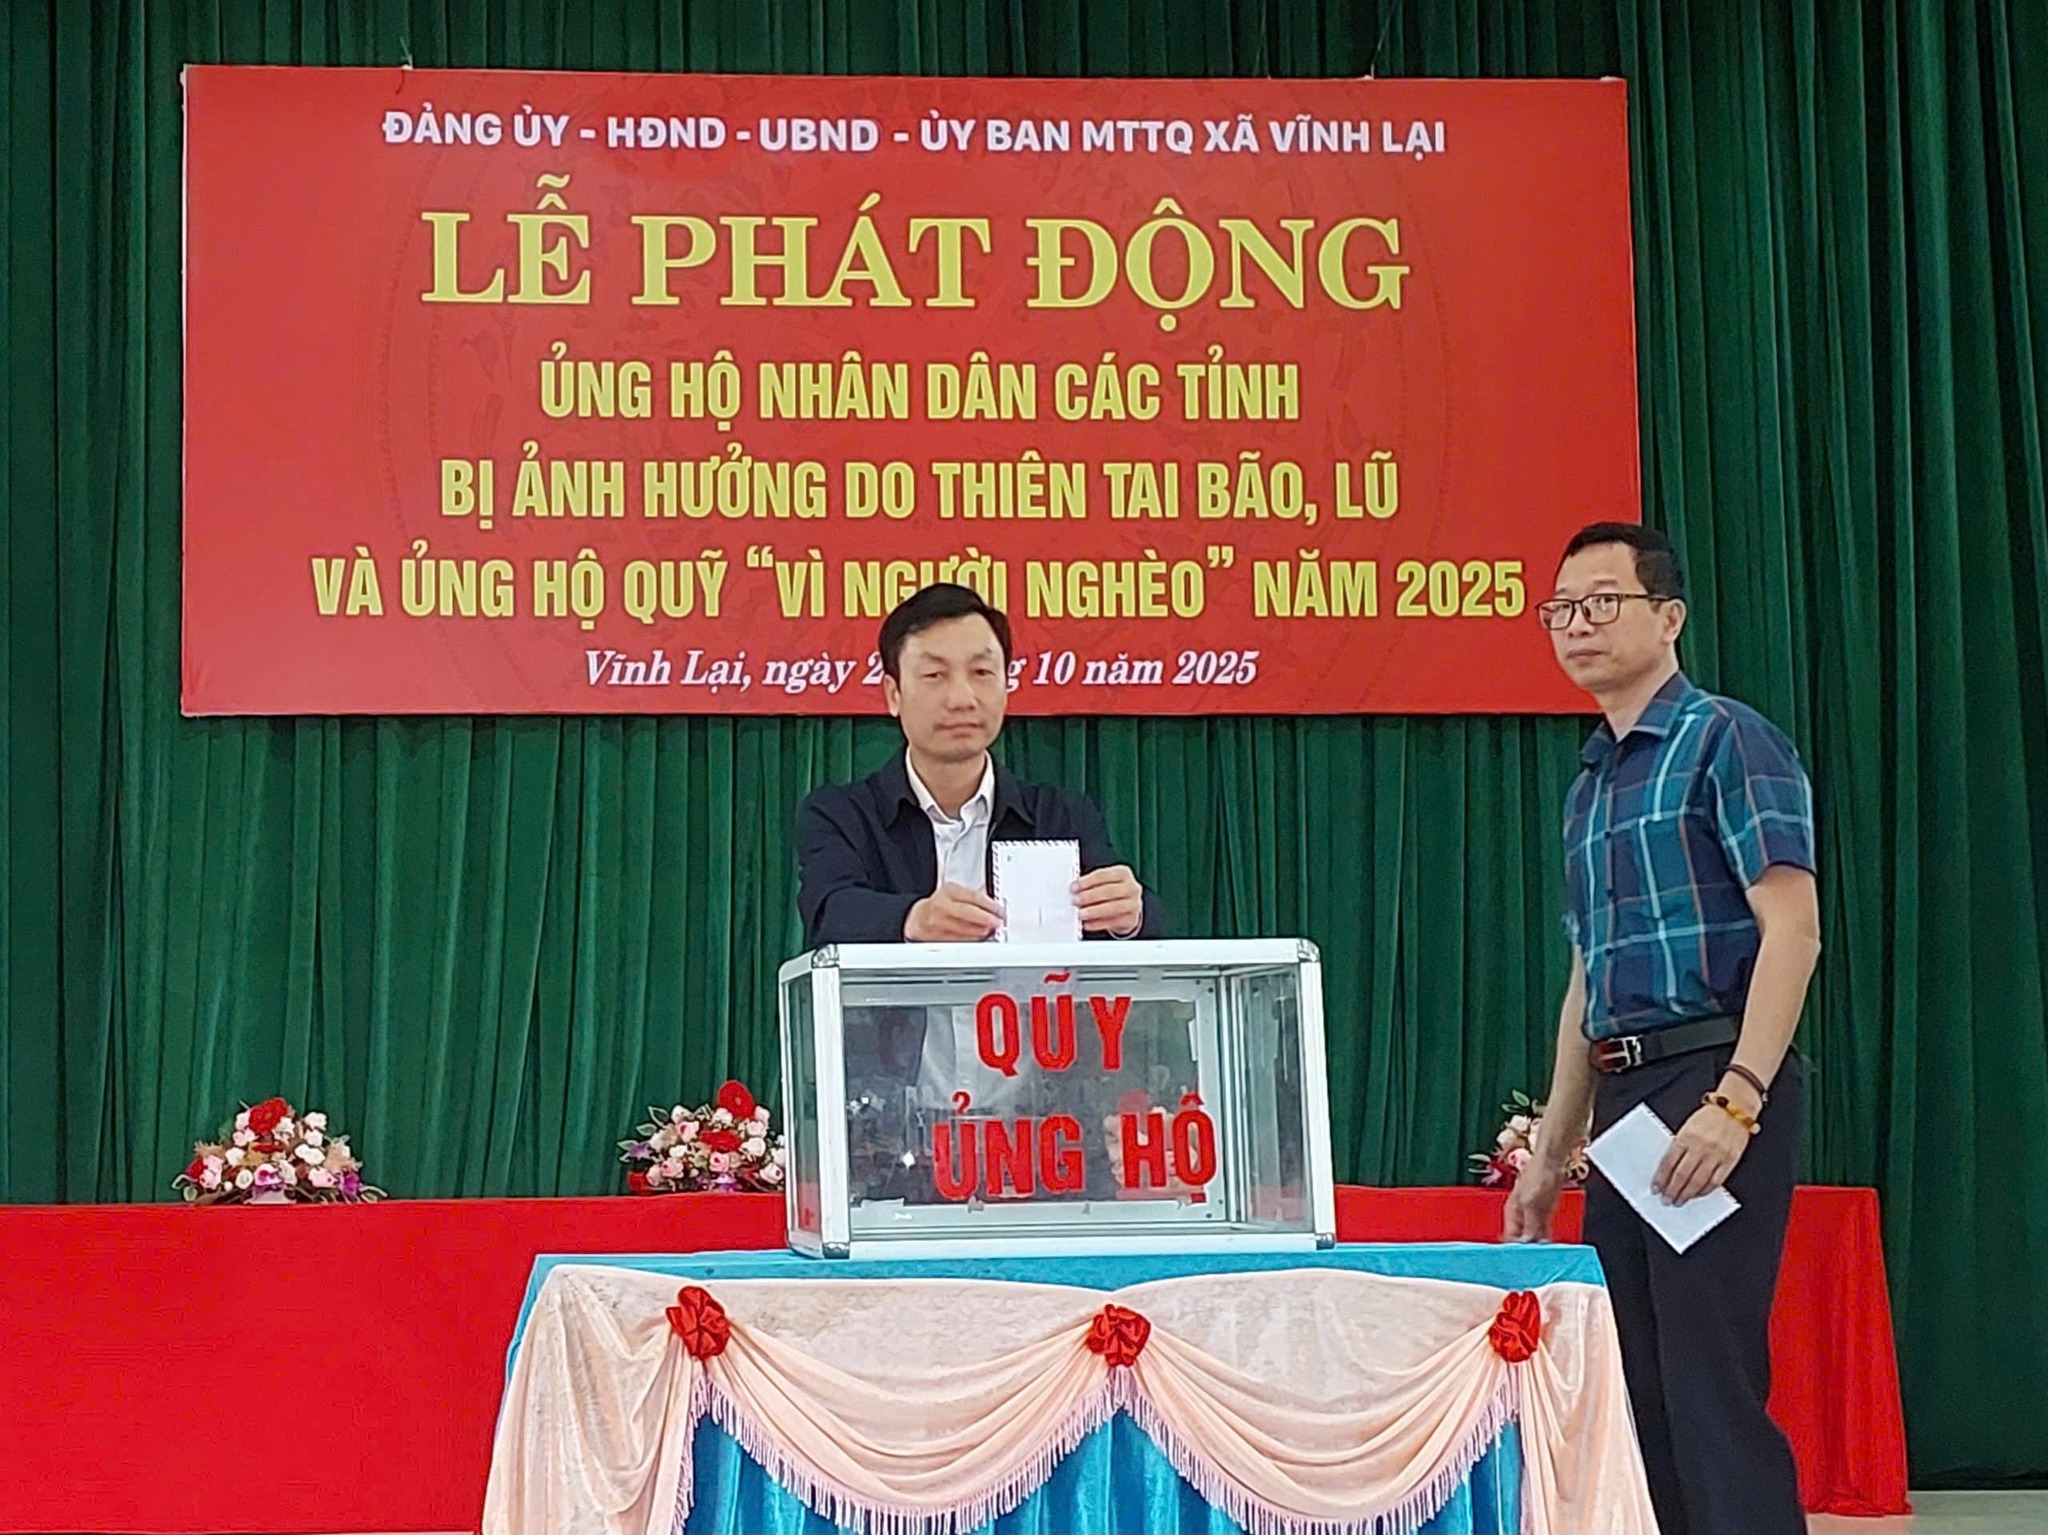 ĐẢNG ỦY - HĐND - UBND - ỦY BAN MTTQ XÃ VĨNH LẠI
LỄ PHÁT ĐỘNG
ỦNG HỘ NHÂN DÂN CÁC TỈNH
BỊ ẢNH HƯỞNG DO THIÊN TAI BÃO, LŨ
VÀ ỦNG HỘ QUỸ “VÌ NGƯỜI NGHÈO” NĂM 2025
Vĩnh Lại, ngày 10 năm 2025
QUỸ
ỦNG HỘ